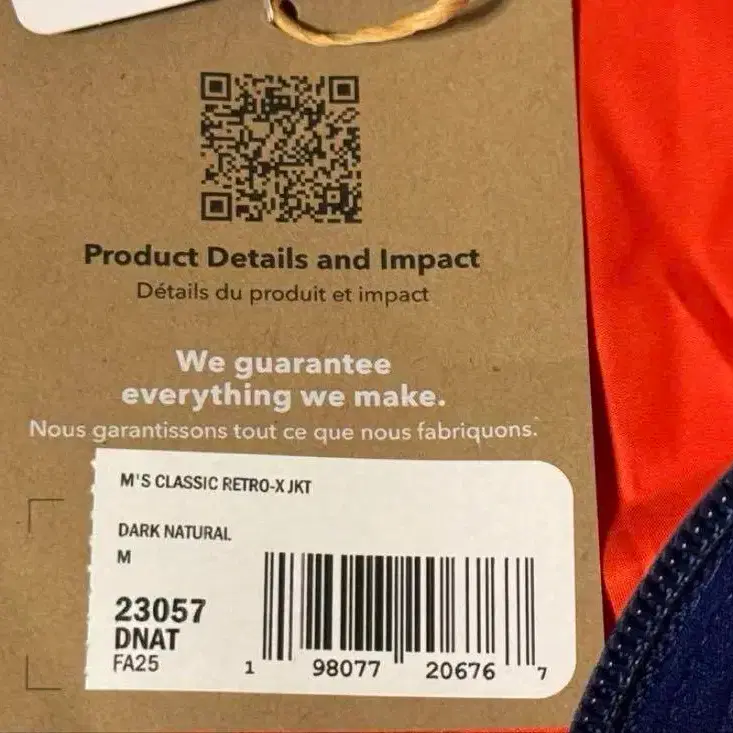 Product Details and Impact
Détails du produit et impact
We guarantee
everything we make.
Nous garantissons tout ce que nous fabriquons.
M'S CLASSIC RETRO-X JKT
DARK NATURAL
M
23057
DNAT
FA25
1 98077 20676 7